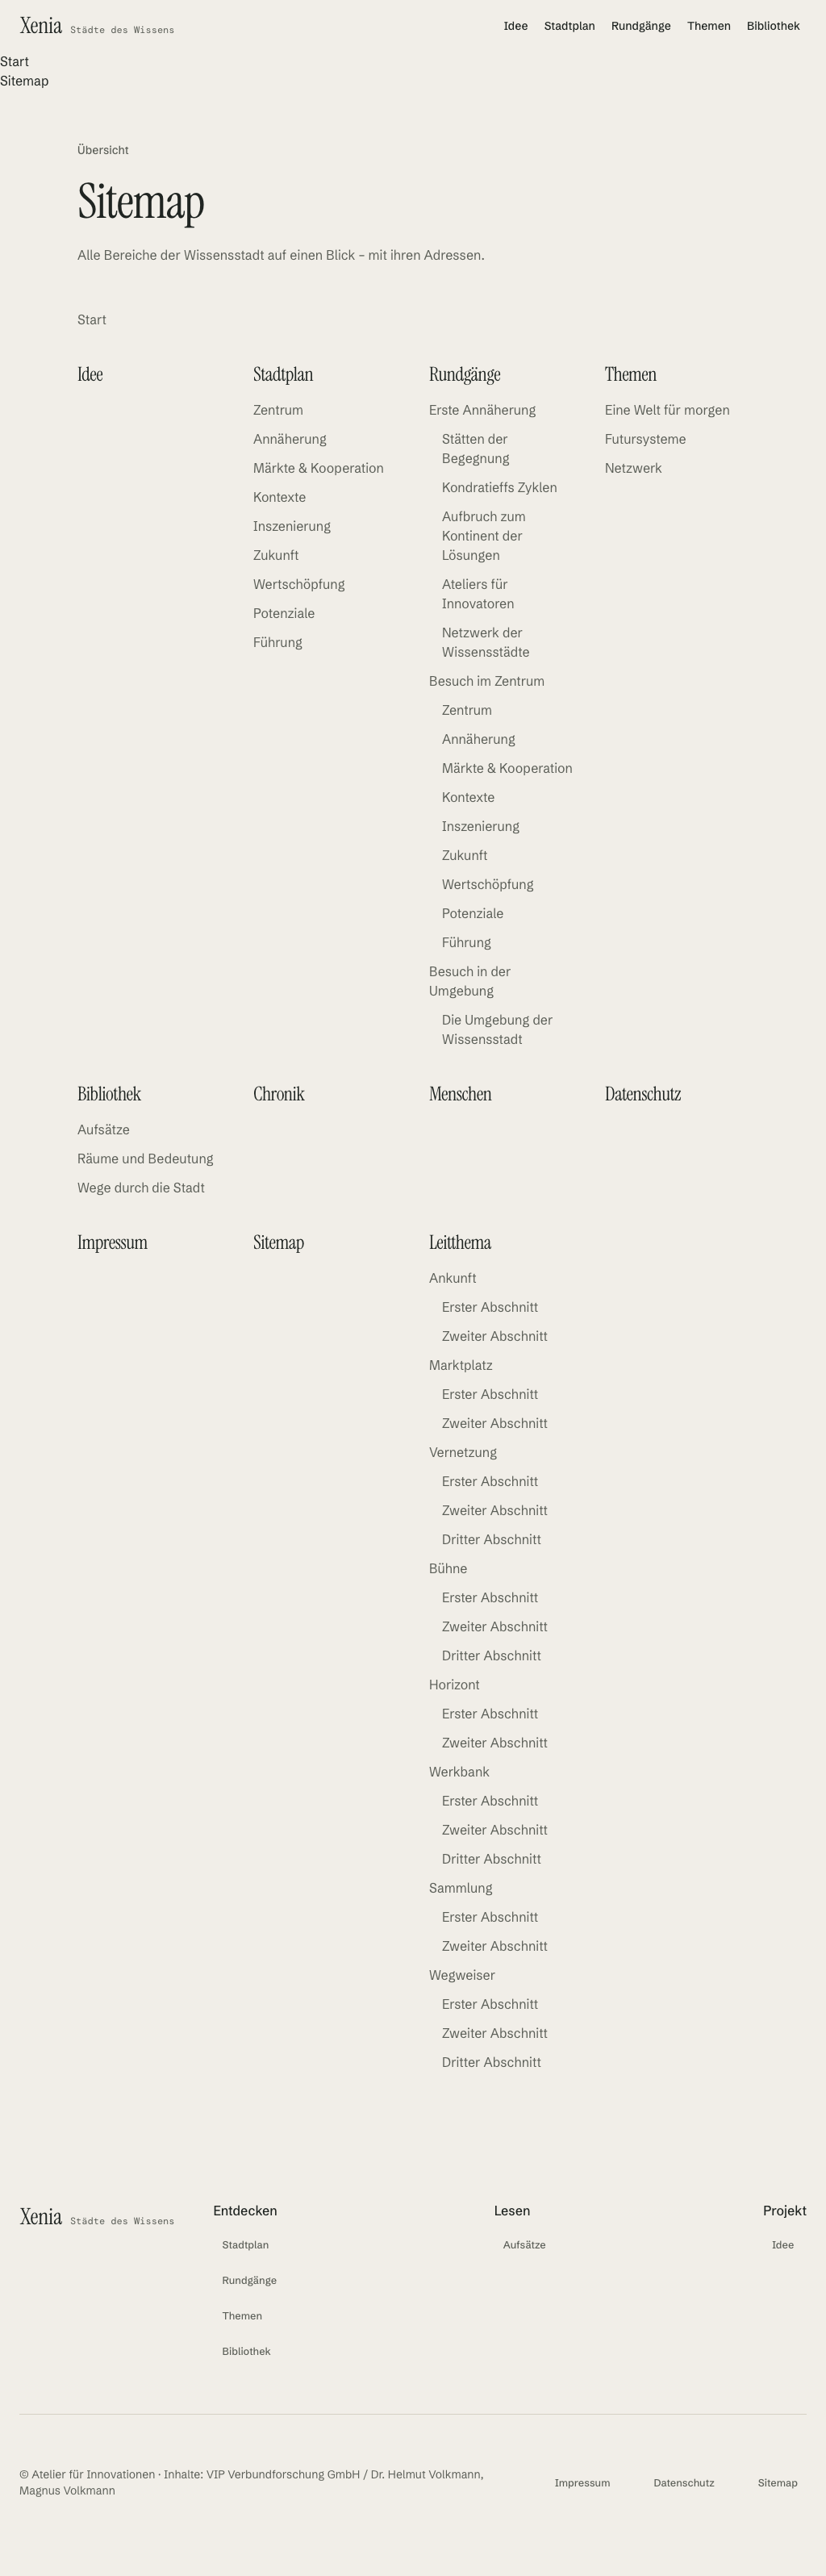 Xenia Städte des Wissens
Idee Stadtplan Rundgänge Themen Bibliothek
Start
Sitemap
Übersicht
Sitemap
Alle Bereiche der Wissensstadt auf einen Blick – mit ihren Adressen.
Start
Idee
Stadtplan
Zentrum
Annäherung
Märkte & Kooperation
Kontexte
Inszenierung
Zukunft
Wertschöpfung
Potenziale
Führung
Rundgänge
Erste Annäherung
Stätten der
Begegnung
Kondratieffs Zyklen
Aufbruch zum
Kontinent der
Lösungen
Ateliers für
Innovatoren
Netzwerk der
Wissensstädte
Besuch im Zentrum
Zentrum
Annäherung
Märkte & Kooperation
Kontexte
Inszenierung
Zukunft
Wertschöpfung
Potenziale
Führung
Besuch in der
Umgebung
Die Umgebung der
Wissensstadt
Themen
Eine Welt für morgen
Futursysteme
Netzwerk
Bibliothek
Aufsätze
Räume und Bedeutung
Wege durch die Stadt
Chronik
Menschen
Datenschutz
Impressum
Sitemap
Leitthema
Ankunft
Erster Abschnitt
Zweiter Abschnitt
Marktplatz
Erster Abschnitt
Zweiter Abschnitt
Vernetzung
Erster Abschnitt
Zweiter Abschnitt
Dritter Abschnitt
Bühne
Erster Abschnitt
Zweiter Abschnitt
Dritter Abschnitt
Horizont
Erster Abschnitt
Zweiter Abschnitt
Werkbank
Erster Abschnitt
Zweiter Abschnitt
Dritter Abschnitt
Sammlung
Erster Abschnitt
Zweiter Abschnitt
Wegweiser
Erster Abschnitt
Zweiter Abschnitt
Dritter Abschnitt
Xenia Städte des Wissens
Entdecken
Stadtplan
Rundgänge
Themen
Bibliothek
Lesen
Aufsätze
Projekt
Idee
© Atelier für Innovationen · Inhalte: VIP Verbundforschung GmbH / Dr. Helmut Volkmann,
Magnus Volkmann
Impressum Datenschutz Sitemap